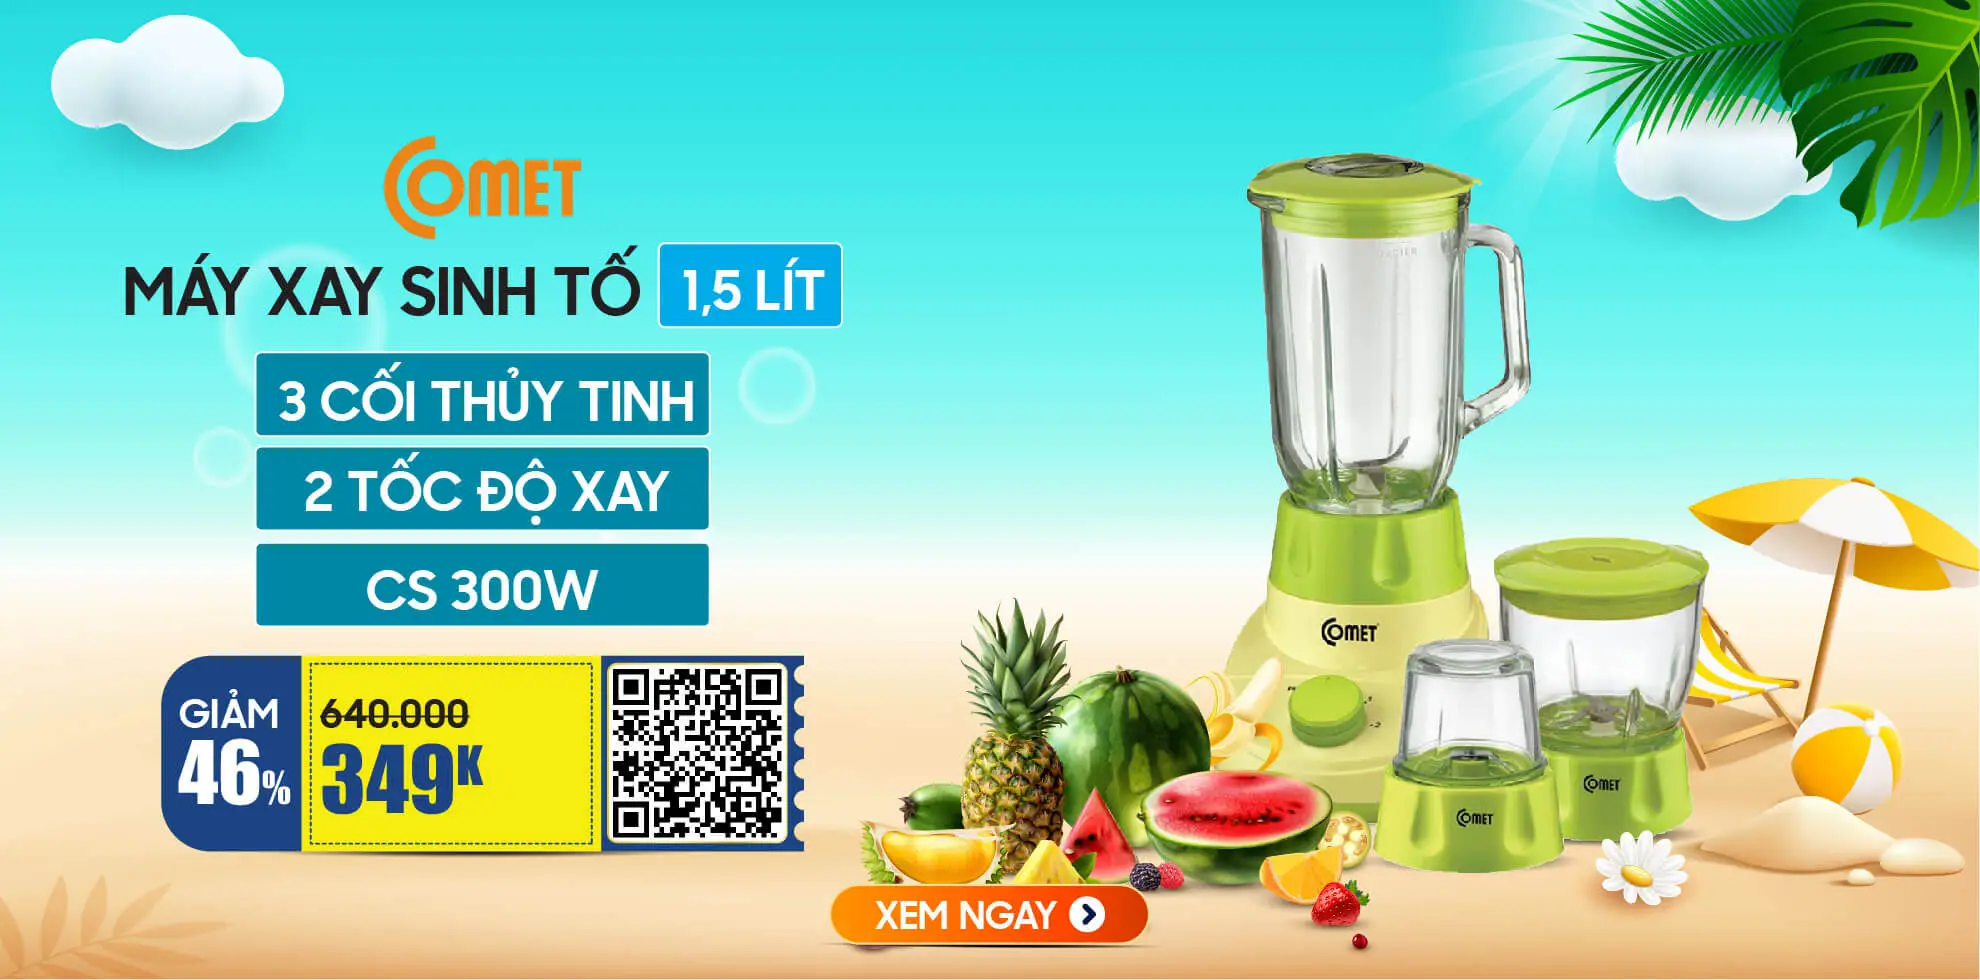 COMET
MÁY XAY SINH TỐ 1,5 LÍT
3 CỐI THỦY TINH
2 TỐC ĐỘ XAY
CS 300W
GIẢM
46%
640.000
349K
XEM NGAY
COMET
COMET
COMET